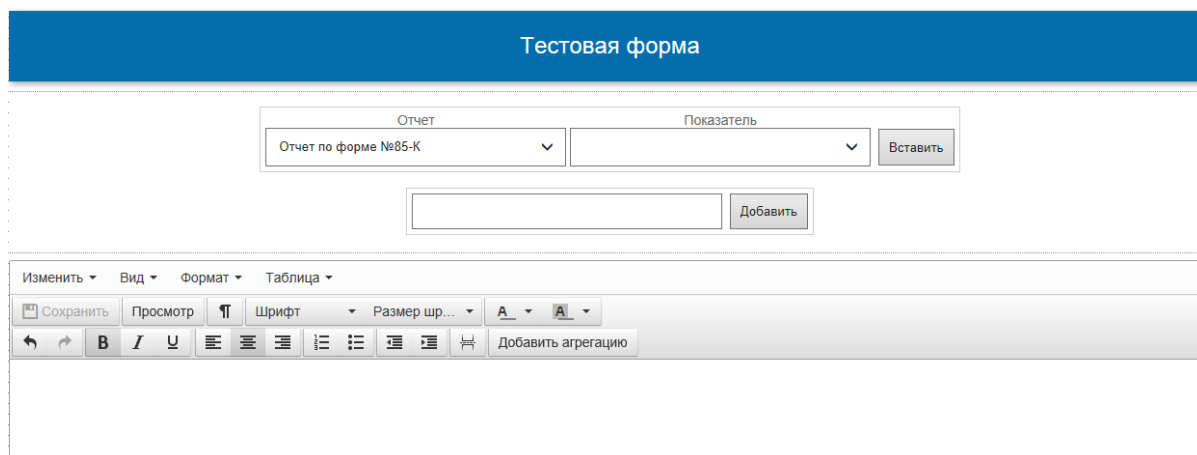 Тестовая форма
Отчет Показатель
Отчет по форме №85-К Вставить
Добавить
Изменить Вид Формат Таблица
Сохранить Просмотр ¶ Шрифт Размер шр... A A
B I U Добавить агрегацию